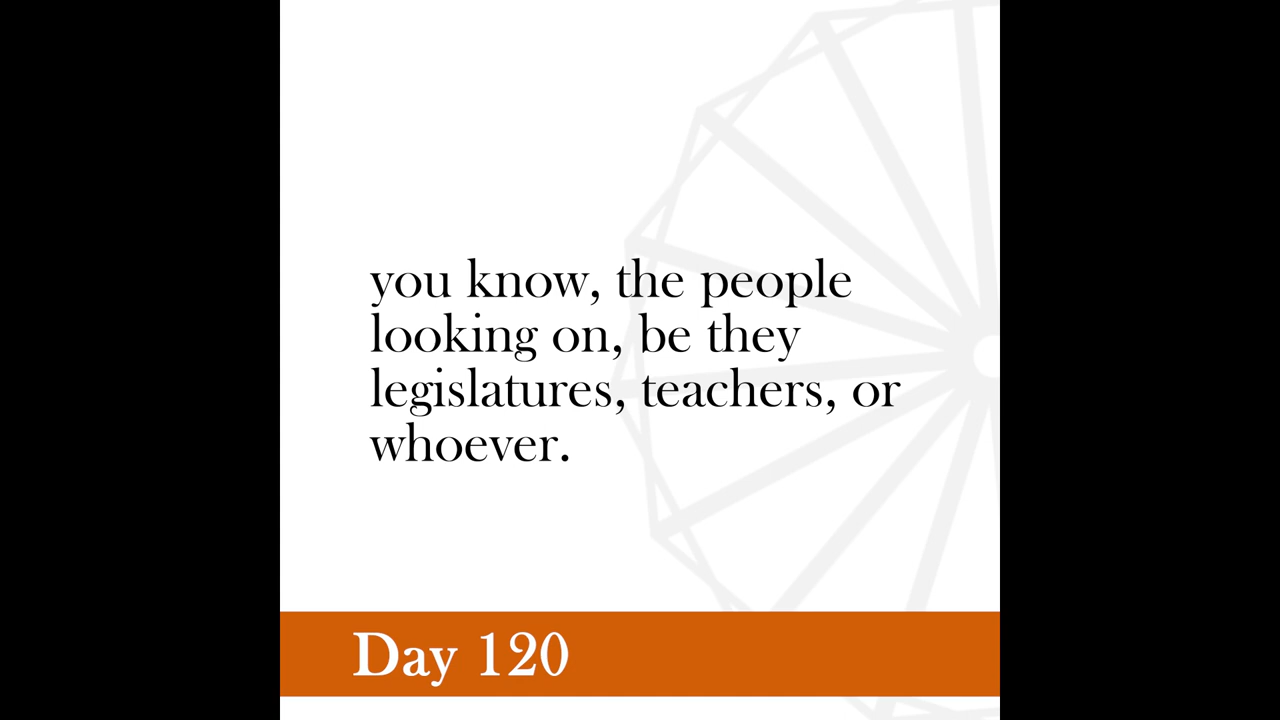 you know, the people
looking on, be they
legislatures, teachers, or
whoever.
Day 120